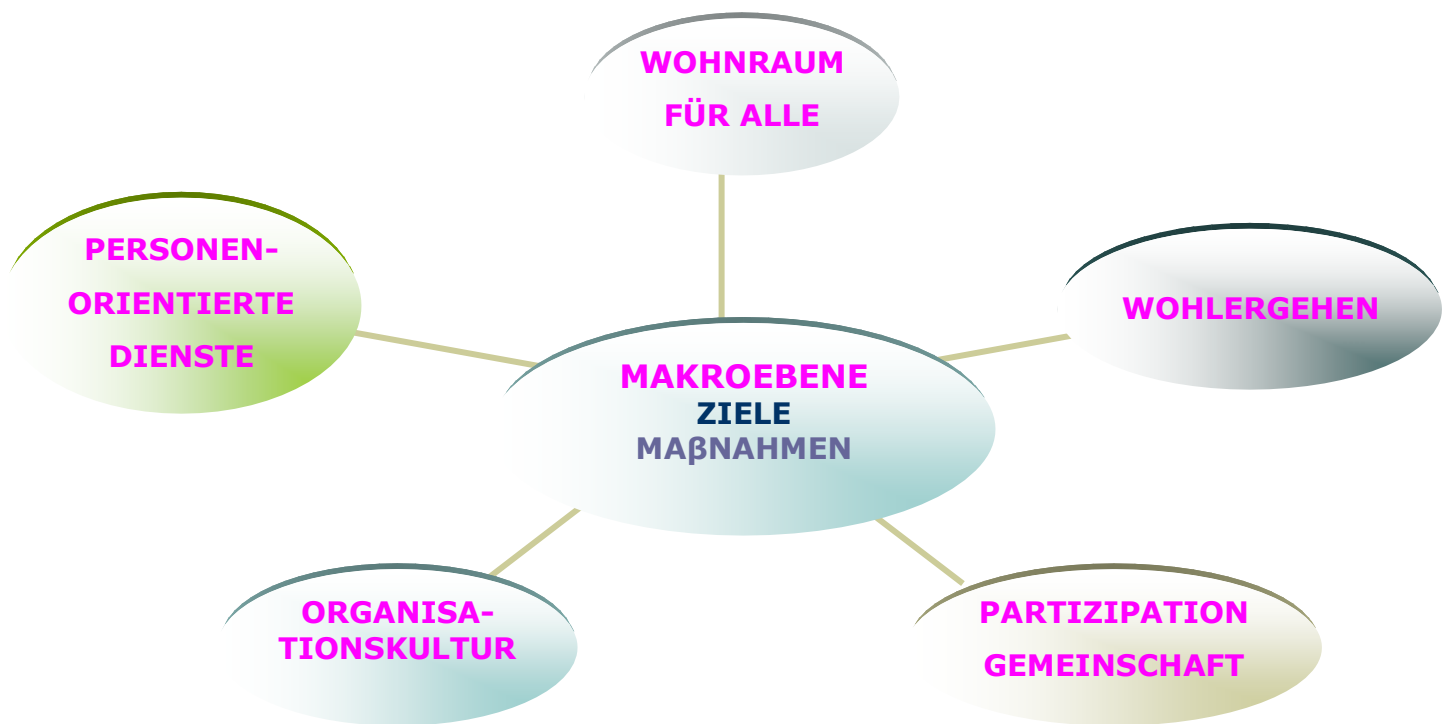 WOHNRAUM
FÜR ALLE
PERSONEN-
ORIENTIERTE
DIENSTE
WOHLERGEHEN
MAKROEBENE
ZIELE
MAβNAHMEN
ORGANISA-
TIONSKULTUR
PARTIZIPATION
GEMEINSCHAFT